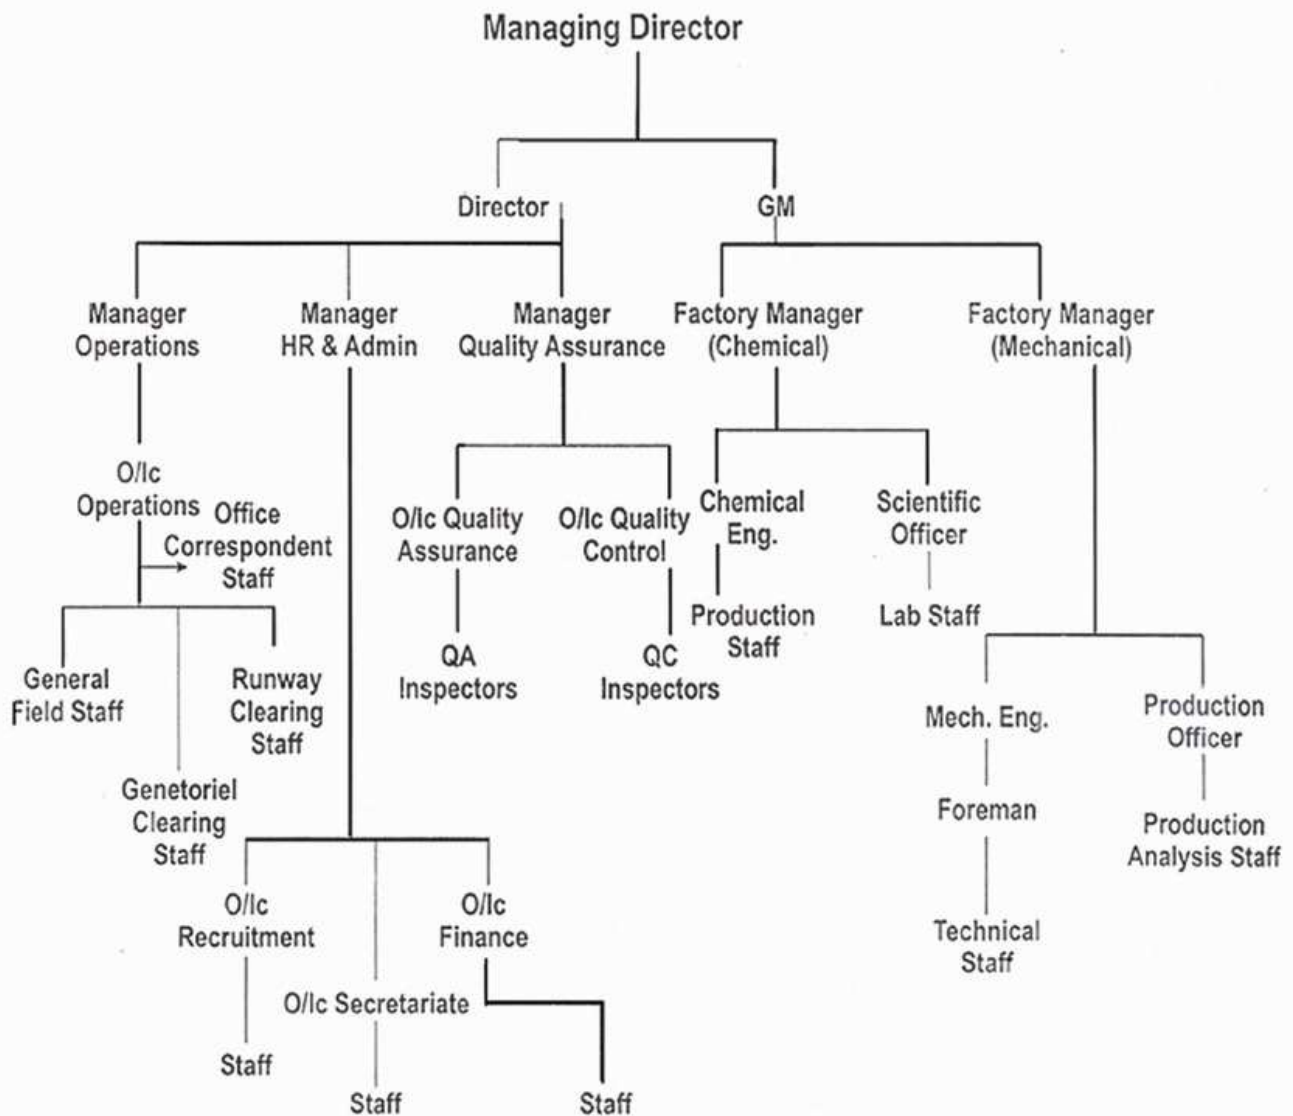 Managing Director
Director
GM
Manager
Operations
Manager
HR & Admin
Manager
Quality Assurance
Factory Manager
(Chemical)
Factory Manager
(Mechanical)
O/Ic
Operations
Office
Correspondent
Staff
O/Ic Quality
Assurance
O/Ic Quality
Control
Chemical
Eng.
Scientific
Officer
Production
Staff
Lab Staff
General
Field Staff
Runway
Clearing
Staff
QA
Inspectors
QC
Inspectors
Mech. Eng.
Production
Officer
Genetoriel
Clearing
Staff
Foreman
Production
Analysis Staff
O/Ic
Recruitment
O/Ic
Finance
Technical
Staff
O/Ic Secretariate
Staff
Staff
Staff